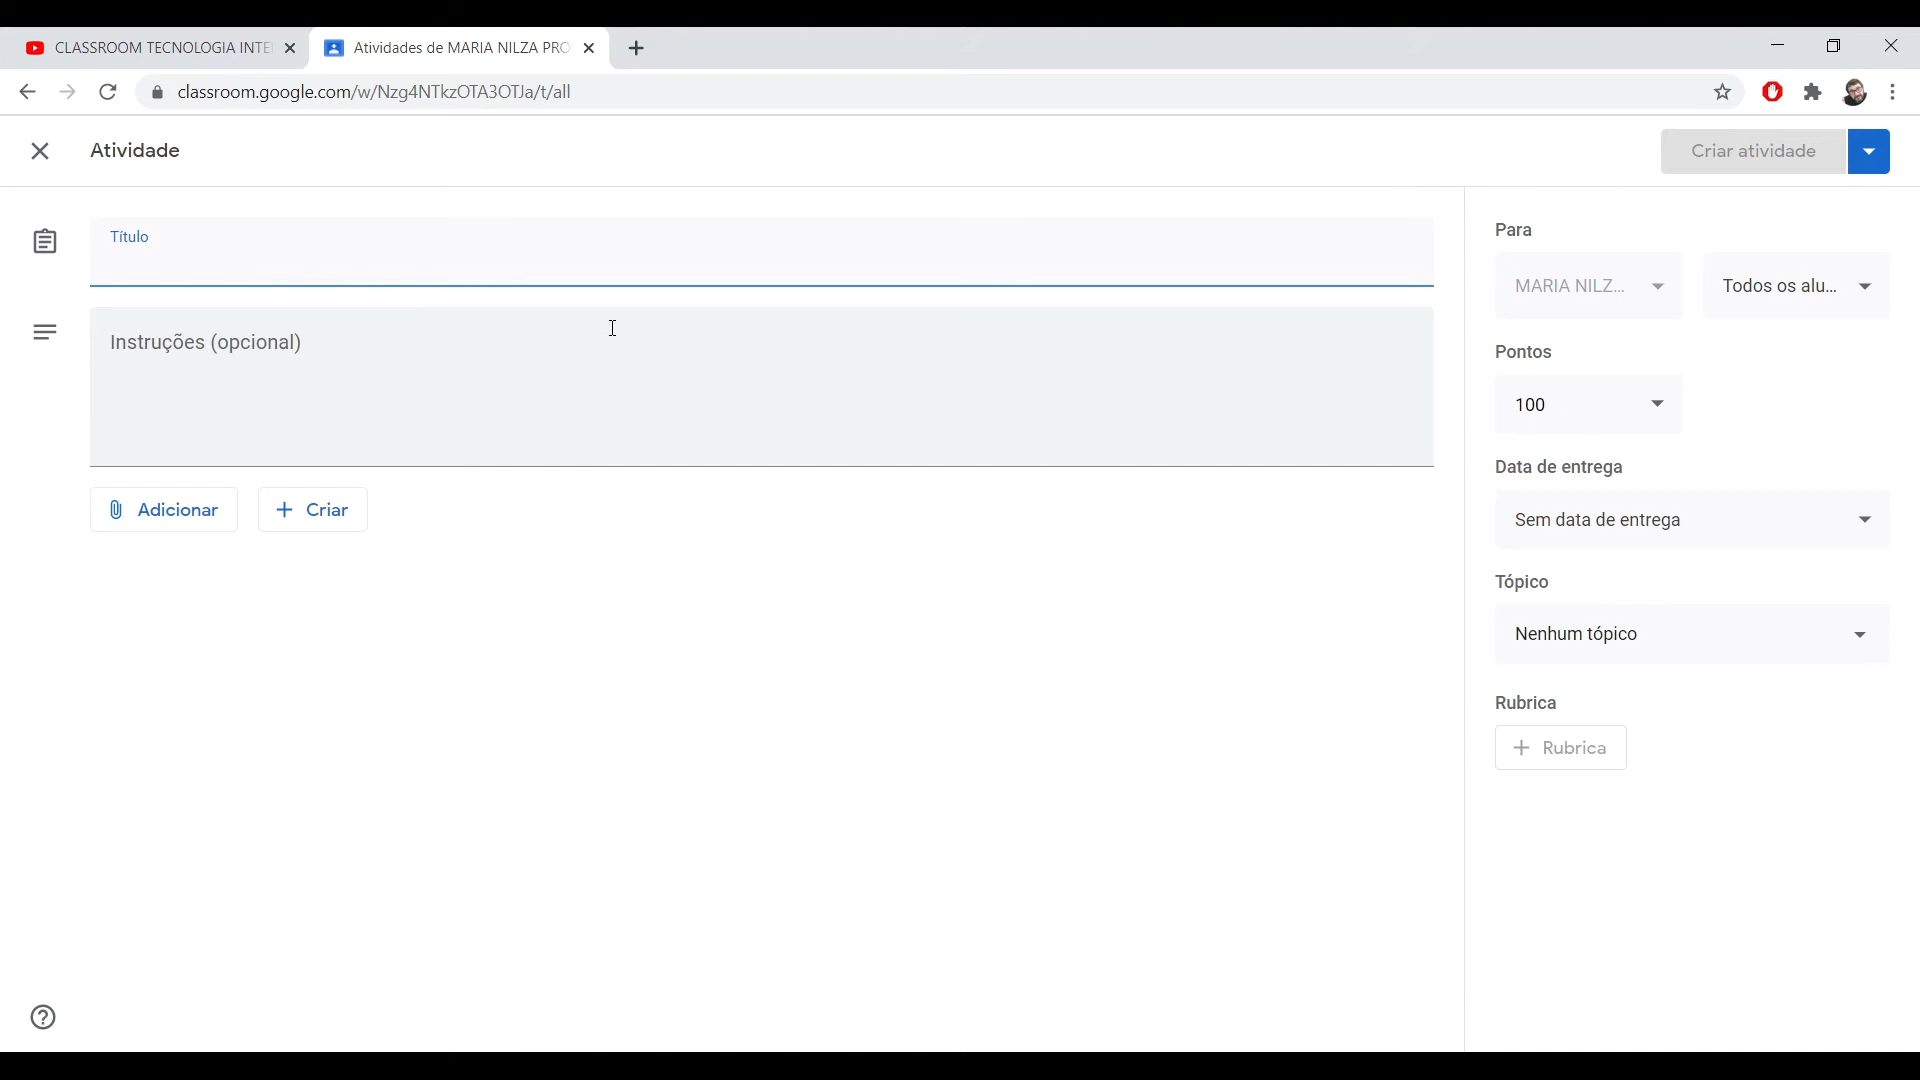 CLASSROOM TECNOLOGIA INTE
Atividades de MARIA NILZA PRO
classroom.google.com/w/Nzg4NTkzOTA3OTJa/t/all
Atividade
Criar atividade
Título
Instruções (opcional)
Adicionar
Criar
Para
MARIA NILZ...
Todos os alu...
Pontos
100
Data de entrega
Sem data de entrega
Tópico
Nenhum tópico
Rubrica
Rubrica